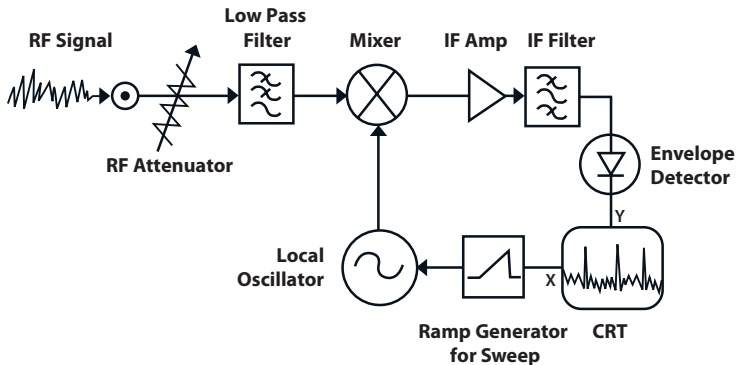 Low Pass
Filter
RF Signal
Mixer
IF Amp
IF Filter
RF Attenuator
Envelope
Detector
Y
Local
Oscillator
X
Ramp Generator
for Sweep
CRT